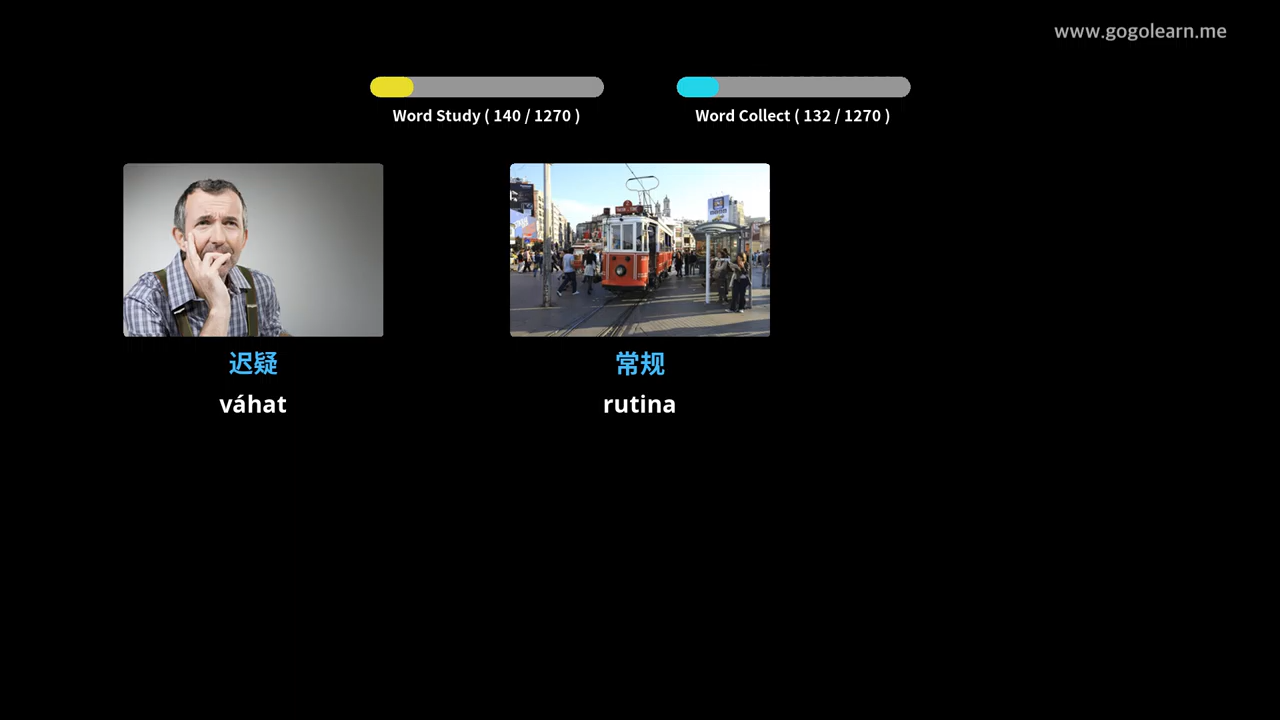 www.gogolearn.me
Word Study ( 140 / 1270 )
Word Collect ( 132 / 1270 )
迟疑
váhat
常规
rutina